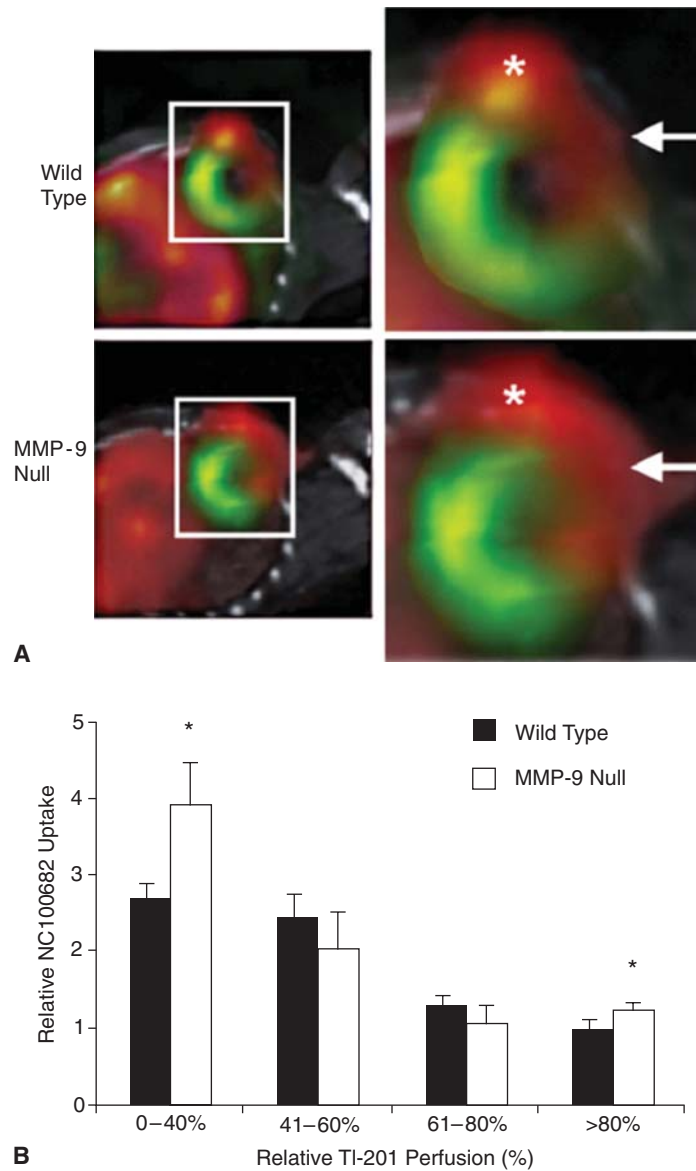 *
Wild
Type
MMP-9
Null
*
A
5
4
3
2
1
0
Relative NC100682 Uptake
*
*
Wild Type
MMP-9 Null
0–40%
41–60%
61–80%
>80%
Relative TI-201 Perfusion (%)
B